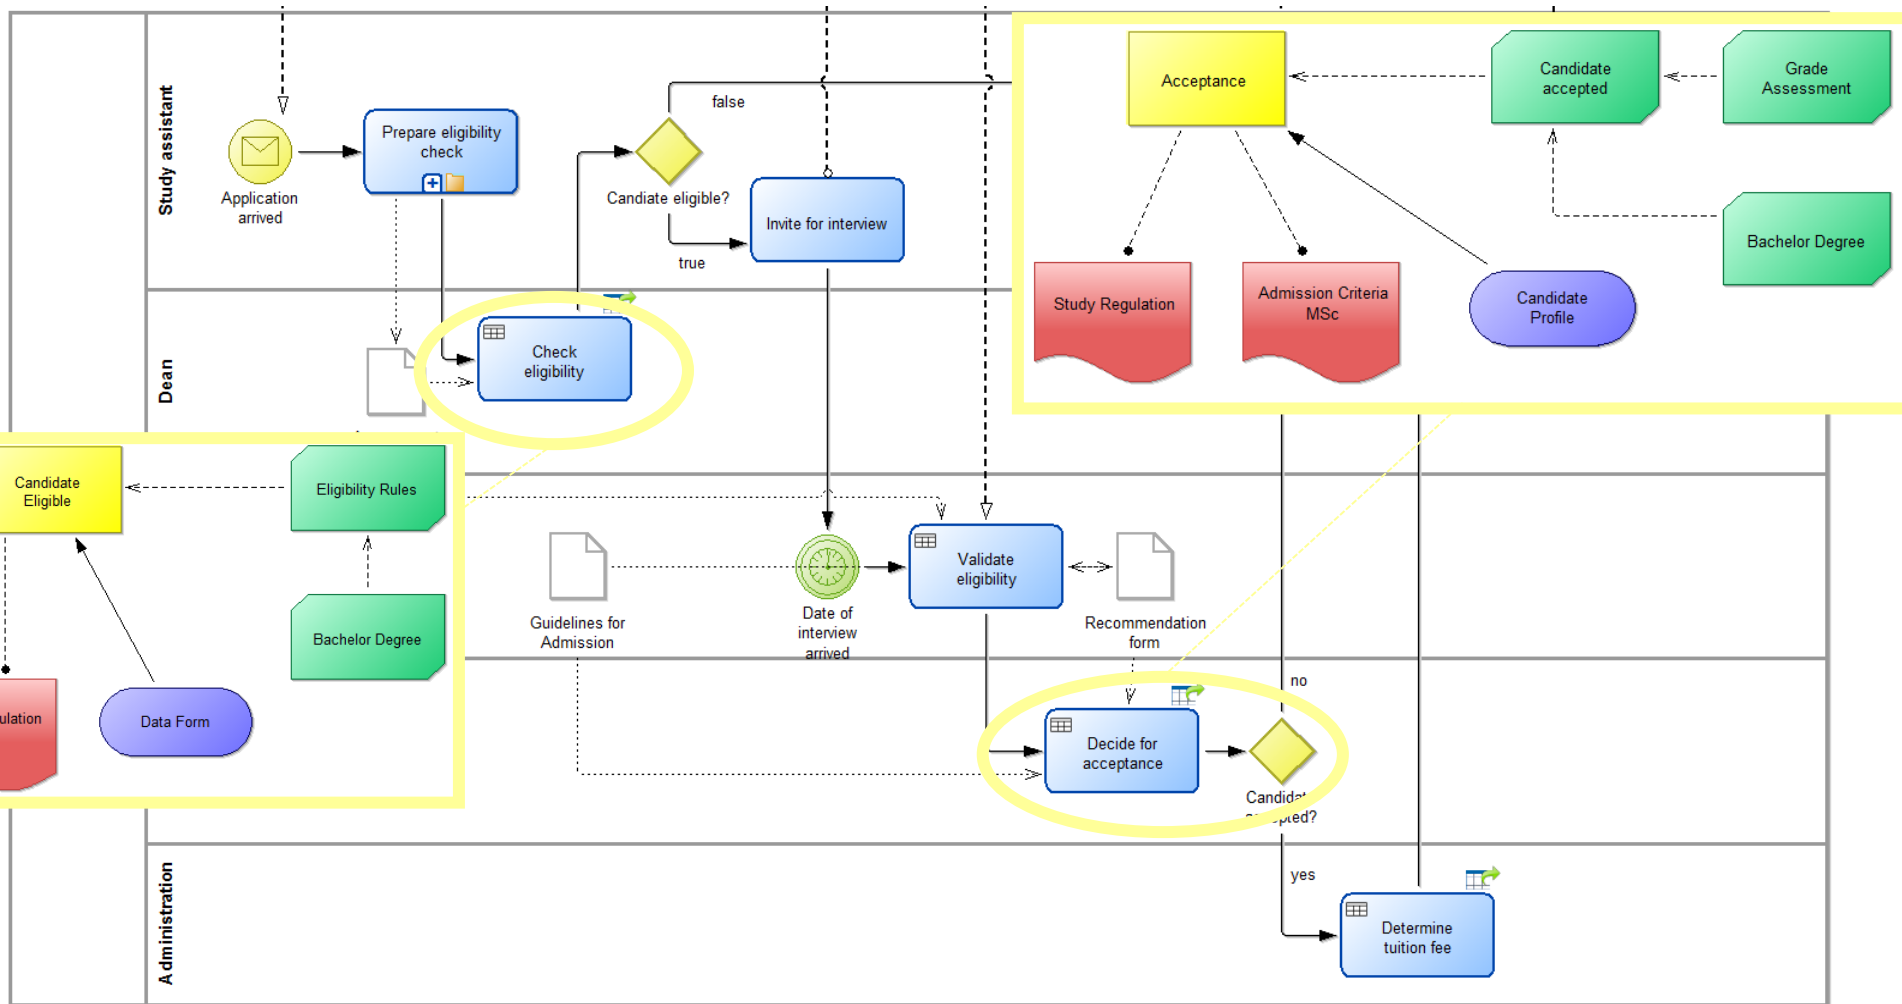 Study assistant
Application
arrived
Prepare eligibility
check
false
Candiate eligible?
true
Invite for interview
Acceptance
Candidate
accepted
Grade
Assessment
Bachelor Degree
Study Regulation
Admission Criteria
MSc
Candidate
Profile
Dean
Check
eligibility
Candidate
Eligible
Eligibility Rules
Bachelor Degree
ulation
Data Form
Guidelines for
Admission
Date of
interview
arrived
Validate
eligibility
Recommendation
form
Decide for
acceptance
no
yes
Administration
Determine
tuition fee